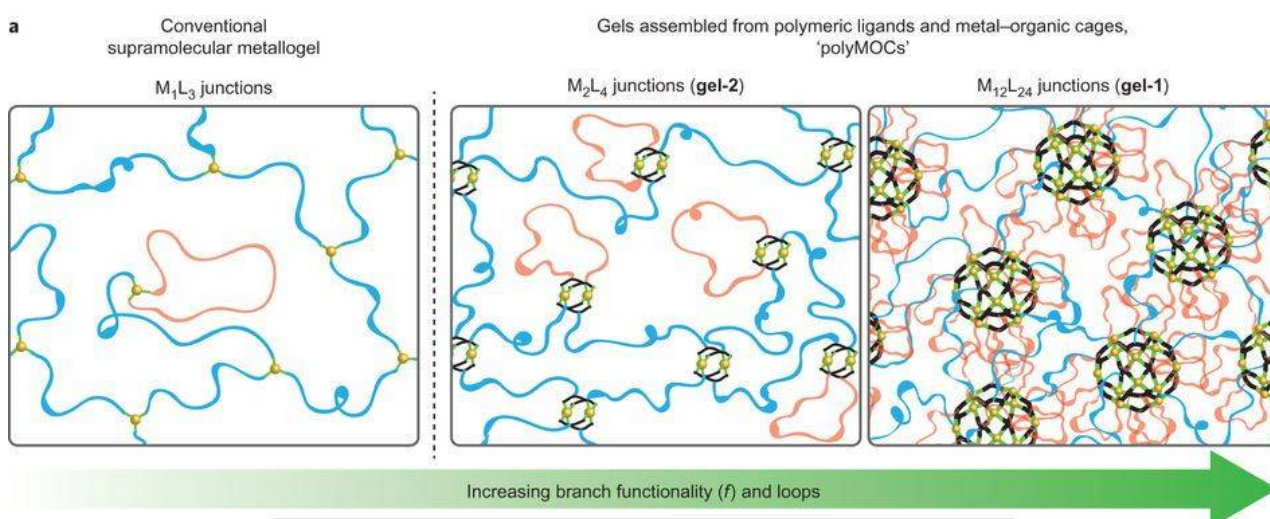 a
Conventional
supramolecular metallogel
Gels assembled from polymeric ligands and metal–organic cages,
'polyMOCs'
M₁L₃ junctions
M₂L₄ junctions (gel-2)
M₁₂L₂₄ junctions (gel-1)
Increasing branch functionality (f) and loops